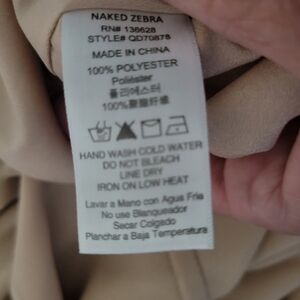 NAKED ZEBRA
RN# 136628
STYLE# QD70878
MADE IN CHINA
100% POLYESTER
Poliéster
폴리에스터
100%聚酯纤维
HAND WASH COLD WATER
DO NOT BLEACH
LINE DRY
IRON ON LOW HEAT
Lavar a Mano con Agua Fria
No use Blanqueador
Secar Colgado
Planchar a Baja Temperatura